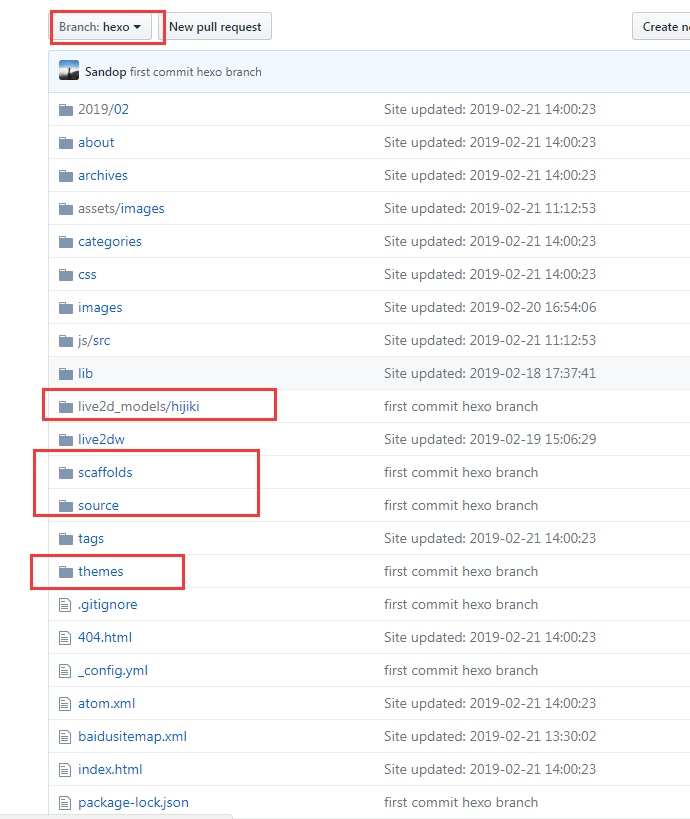 Branch: hexo New pull request Create ne
Sandop first commit hexo branch
2019/02 Site updated: 2019-02-21 14:00:23
about Site updated: 2019-02-21 14:00:23
archives Site updated: 2019-02-21 14:00:23
assets/images Site updated: 2019-02-21 11:12:53
categories Site updated: 2019-02-21 14:00:23
css Site updated: 2019-02-21 14:00:23
images Site updated: 2019-02-20 16:54:06
js/src Site updated: 2019-02-21 11:12:53
lib Site updated: 2019-02-18 17:37:41
live2d_models/hijiki first commit hexo branch
live2dw Site updated: 2019-02-19 15:06:29
scaffolds first commit hexo branch
source first commit hexo branch
tags Site updated: 2019-02-21 14:00:23
themes first commit hexo branch
.gitignore first commit hexo branch
404.html Site updated: 2019-02-21 14:00:23
_config.yml first commit hexo branch
atom.xml Site updated: 2019-02-21 14:00:23
baidusitemap.xml Site updated: 2019-02-21 13:30:02
index.html Site updated: 2019-02-21 14:00:23
package-lock.json first commit hexo branch